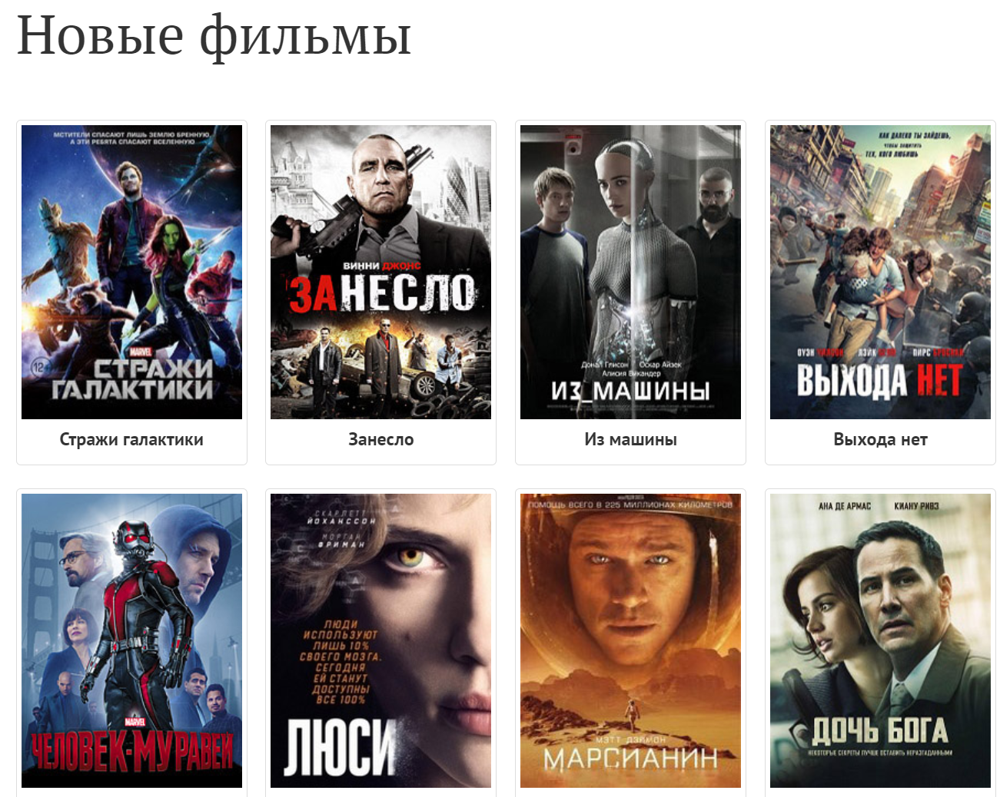 Новые фильмы
МСТИТЕЛИ СПАСАЮТ ЛИШЬ ЗЕМЛЮ БРЕННУЮ,
А ЭТИ РЕБЯТА СПАСАЮТ ВСЕЛЕННУЮ
12+
MARVEL
СТРАЖИ
ГАЛАКТИКИ
Стражи галактики
ВИННИ ДЖОНС
ЗАНЕСЛО
Занесло
Донал Глисон Оскар Айзек
Алисия Викандер
ИЗ_МАШИНЫ
Из машины
КАК ДАЛЕКО ТЫ ЗАЙДЕШЬ,
ЧТОБЫ ЗАЩИТИТЬ
ТЕХ, КОГО ЛЮБИШЬ
ОУЭН УИЛСОН ЛЭЙК БЕЛЛ ПИРС БРОСНАН
ВЫХОДА НЕТ
Выхода нет
MARVEL
ЧЕЛОВЕК-МУРАВЕЙ
СКАРЛЕТТ
ЙОХАНССОН
МОРГАН
ФРИМАН
ЛЮДИ
ИСПОЛЬЗУЮТ
ЛИШЬ 10%
СВОЕГО МОЗГА.
СЕГОДНЯ
ЕЙ СТАНУТ
ДОСТУПНЫ
ВСЕ 100%
ЛЮСИ
ПОМОЩЬ ВСЕГО В 225 МИЛЛИОНАХ КИЛОМЕТРОВ
МЭТТ ДЭЙМОН
МАРСИАНИН
АНА ДЕ АРМАС КИАНУ РИВЗ
ДОЧЬ БОГА
НЕКОТОРЫЕ СЕКРЕТЫ ЛУЧШЕ ОСТАВИТЬ НЕРАЗГАДАННЫМИ